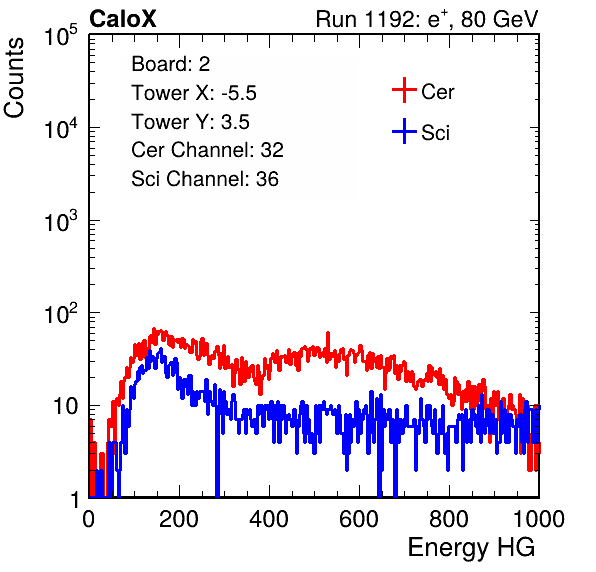 CaloX Run 1192: e⁺, 80 GeV
Counts
Board: 2
Tower X: -5.5
Tower Y: 3.5
Cer Channel: 32
Sci Channel: 36
Cer
Sci
10⁵
10⁴
10³
10²
10
1
0 200 400 600 800 1000
Energy HG